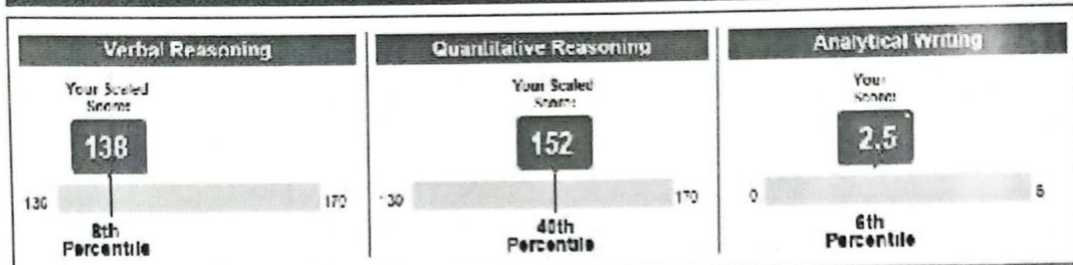 Verbal Reasoning
Your Scaled
Score:
138
130 170
8th
Percentile
Quantitative Reasoning
Your Scaled
Score:
152
130 170
40th
Percentile
Analytical Writing
Your
Score:
2.5
0 6
6th
Percentile